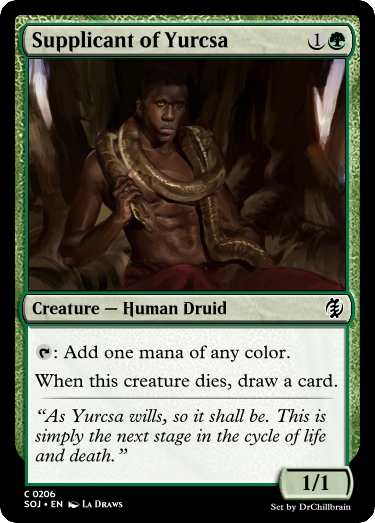 Supplicant of Yurcsa 1
Creature — Human Druid
: Add one mana of any color.
When this creature dies, draw a card.
“As Yurcsa wills, so it shall be. This is
simply the next stage in the cycle of life
and death.”
1/1
C 0206
SOJ • EN La Draws
Set by DrChillbrain